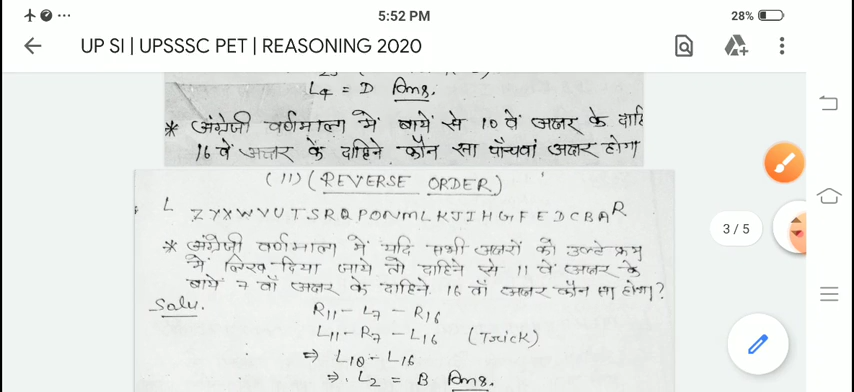 5:52 PM
28%
UP SI | UPSSSC PET | REASONING 2020
L4 = D Ans.
* अंग्रेजी वर्णमाला में बायें से 10 वें अक्षर के दाहि
16 वें अक्षर के दाहिने कौन सा पाँचवां अक्षर होगा
(11) (REVERSE ORDER)
L ZYXWVUTSRQPONMLKJIHGFEDCBA R
3 / 5
* अंग्रेजी वर्णमाला में यदि सभी अक्षरों को उल्टे क्रम
में लिख दिया जाये तो दाहिने से 11 वें अक्षर के
बायें 7 वाँ अक्षर के दाहिने 16 वाँ अक्षर कौन सा होगा?
Solu.
R11 - L7 - R16
L11 - R7 - L16 (Trick)
⇒ L18 - L16
⇒ L2 = B Ans.